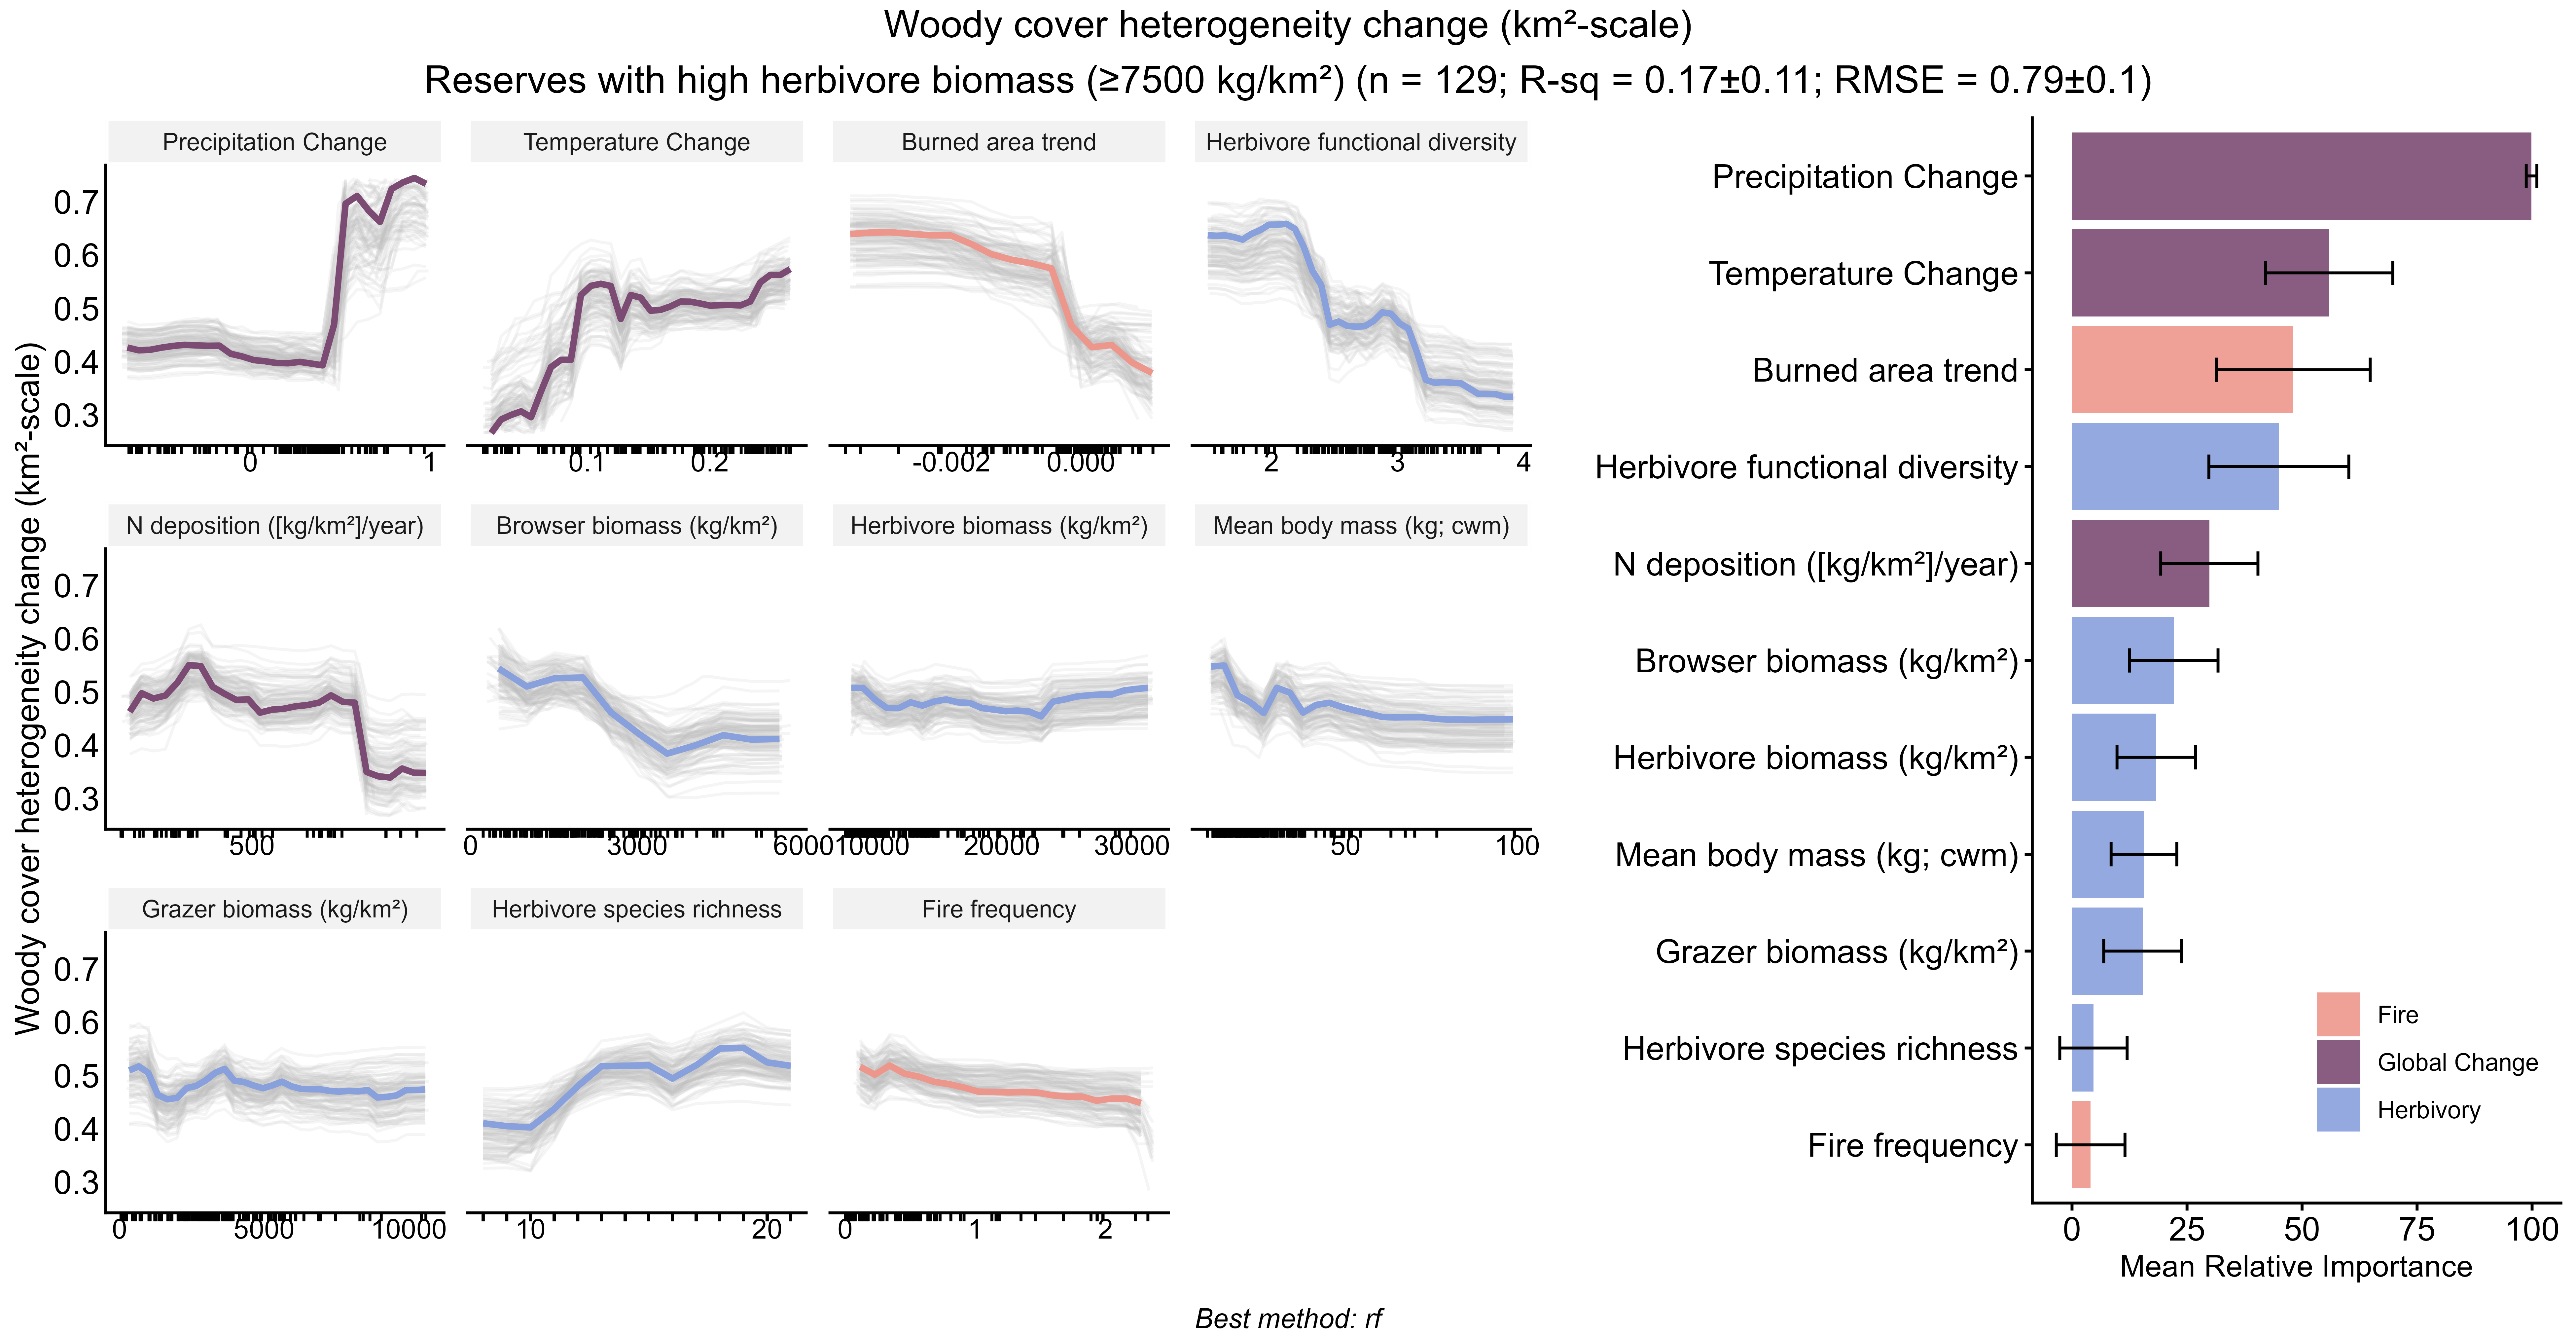 Woody cover heterogeneity change (km²-scale)
Reserves with high herbivore biomass (≥7500 kg/km²) (n = 129; R-sq = 0.17±0.11; RMSE = 0.79±0.1)
Woody cover heterogeneity change (km²-scale)
Precipitation Change
Temperature Change
Burned area trend
Herbivore functional diversity
0.7
0.6
0.5
0.4
0.3
0 1
0.1 0.2
-0.002 0.000
2 3 4
N deposition ([kg/km²]/year)
Browser biomass (kg/km²)
Herbivore biomass (kg/km²)
Mean body mass (kg; cwm)
0.7
0.6
0.5
0.4
0.3
500
0 3000 6000
10000 20000 30000
50 100
Grazer biomass (kg/km²)
Herbivore species richness
Fire frequency
0.7
0.6
0.5
0.4
0.3
0 5000 10000
10 20
0 1 2
Precipitation Change
Temperature Change
Burned area trend
Herbivore functional diversity
N deposition ([kg/km²]/year)
Browser biomass (kg/km²)
Herbivore biomass (kg/km²)
Mean body mass (kg; cwm)
Grazer biomass (kg/km²)
Herbivore species richness
Fire frequency
Fire
Global Change
Herbivory
0 25 50 75 100
Mean Relative Importance
Best method: rf